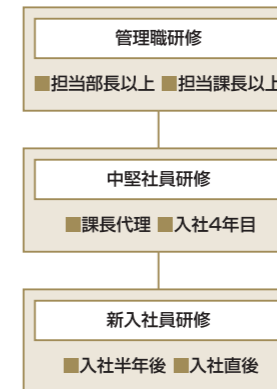 管理職研修
■担当部長以上 ■担当課長以上
中堅社員研修
■課長代理 ■入社4年目
新入社員研修
■入社半年後 ■入社直後